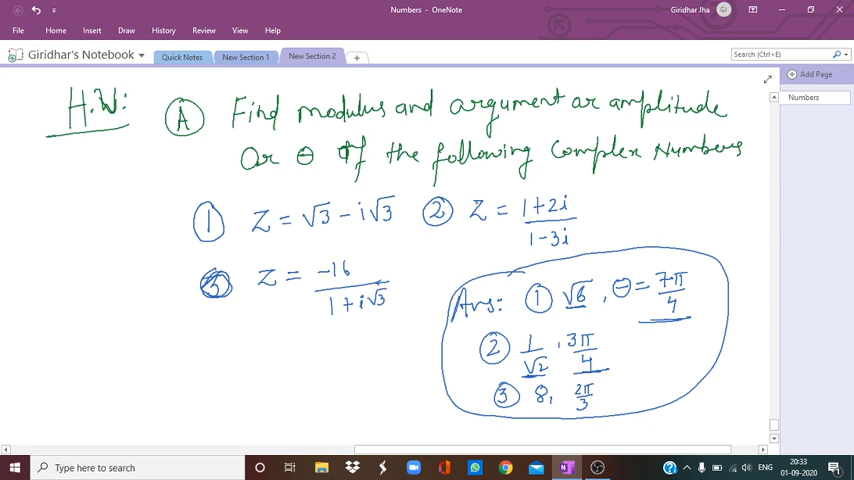 Numbers - OneNote
Giridhar Jha GJ
File Home Insert Draw History Review View Help
Giridhar's Notebook Quick Notes New Section 1 New Section 2 Search (Ctrl+E)
Add Page
Numbers
H.W:
(A) Find modulus and argument or amplitude
Or θ of the following Complex Numbers
(1) Z = √3 - i√3 (2) Z = 1+2i / 1-3i
(3) Z = -16 / 1+i√3
Ans: (1) √6, θ = 7π/4
(2) 1/√2, 3π/4
(3) 8, 2π/3
Type here to search
ENG
20:33
01-09-2020